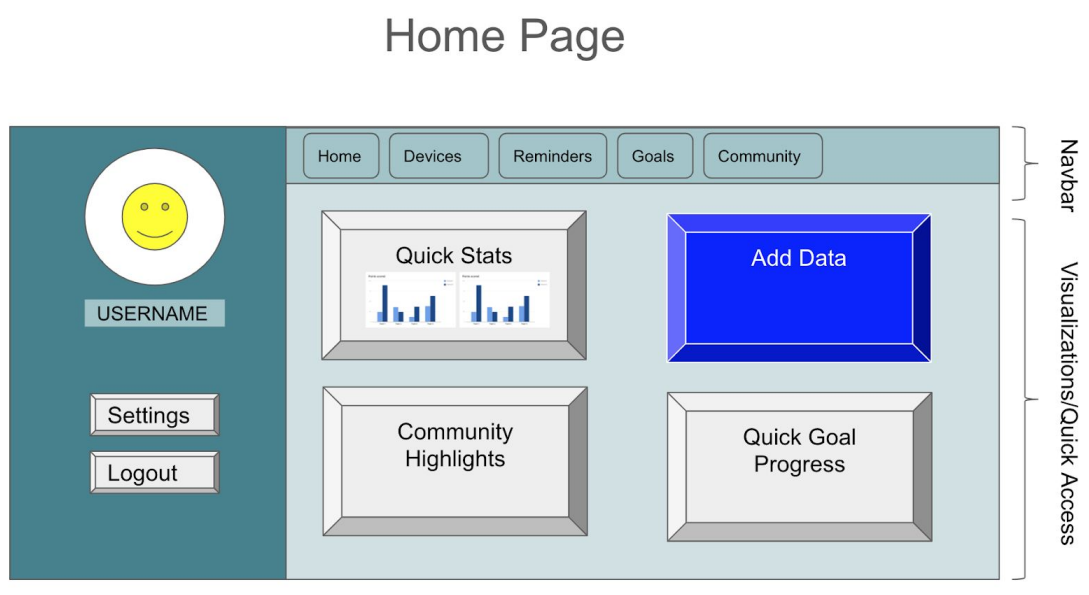 Home Page
Home
Devices
Reminders
Goals
Community
Navbar
USERNAME
Settings
Logout
Quick Stats
Add Data
Community
Highlights
Quick Goal
Progress
Visualizations/Quick Access